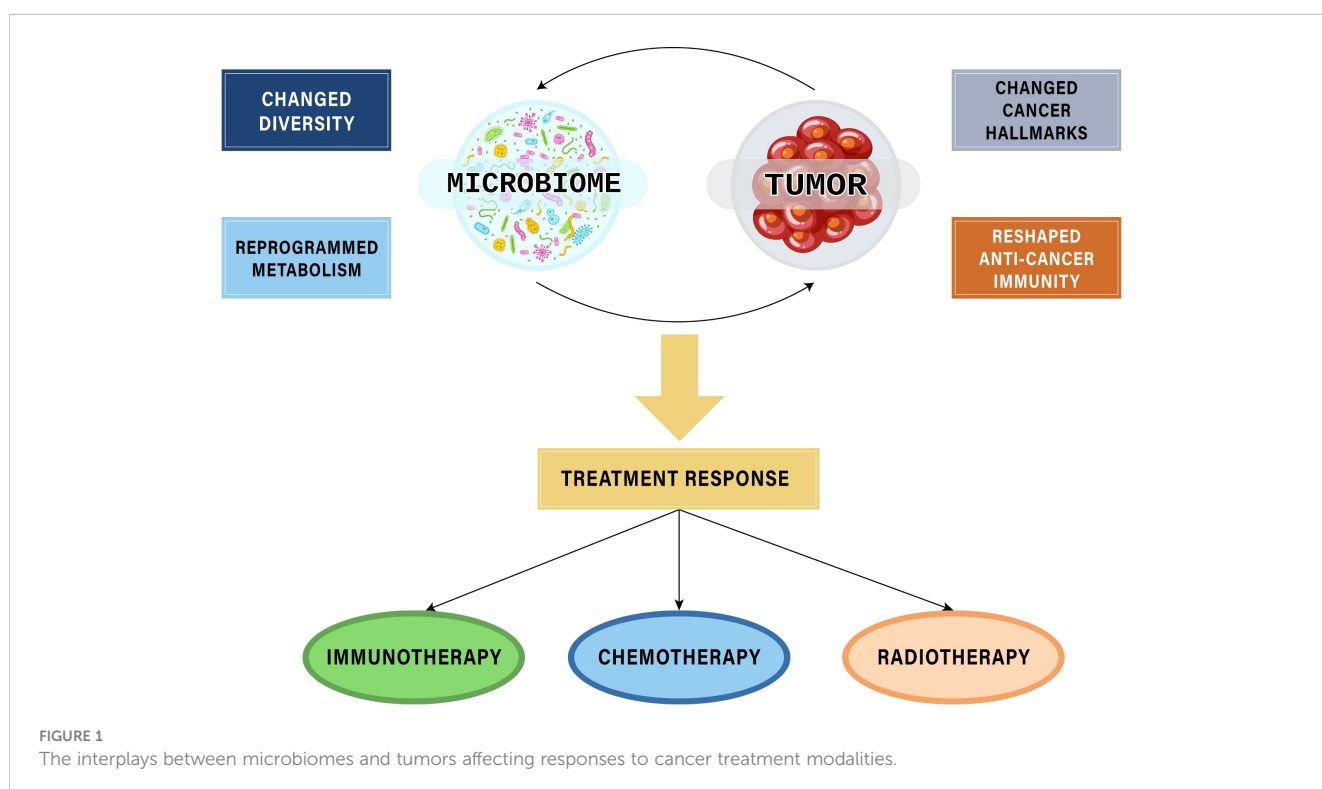 CHANGED
DIVERSITY
MICROBIOME
TUMOR
CHANGED
CANCER
HALLMARKS
REPROGRAMMED
METABOLISM
RESHAPED
ANTI-CANCER
IMMUNITY
TREATMENT RESPONSE
IMMUNOTHERAPY
CHEMOTHERAPY
RADIOTHERAPY
FIGURE 1
The interplays between microbiomes and tumors affecting responses to cancer treatment modalities.